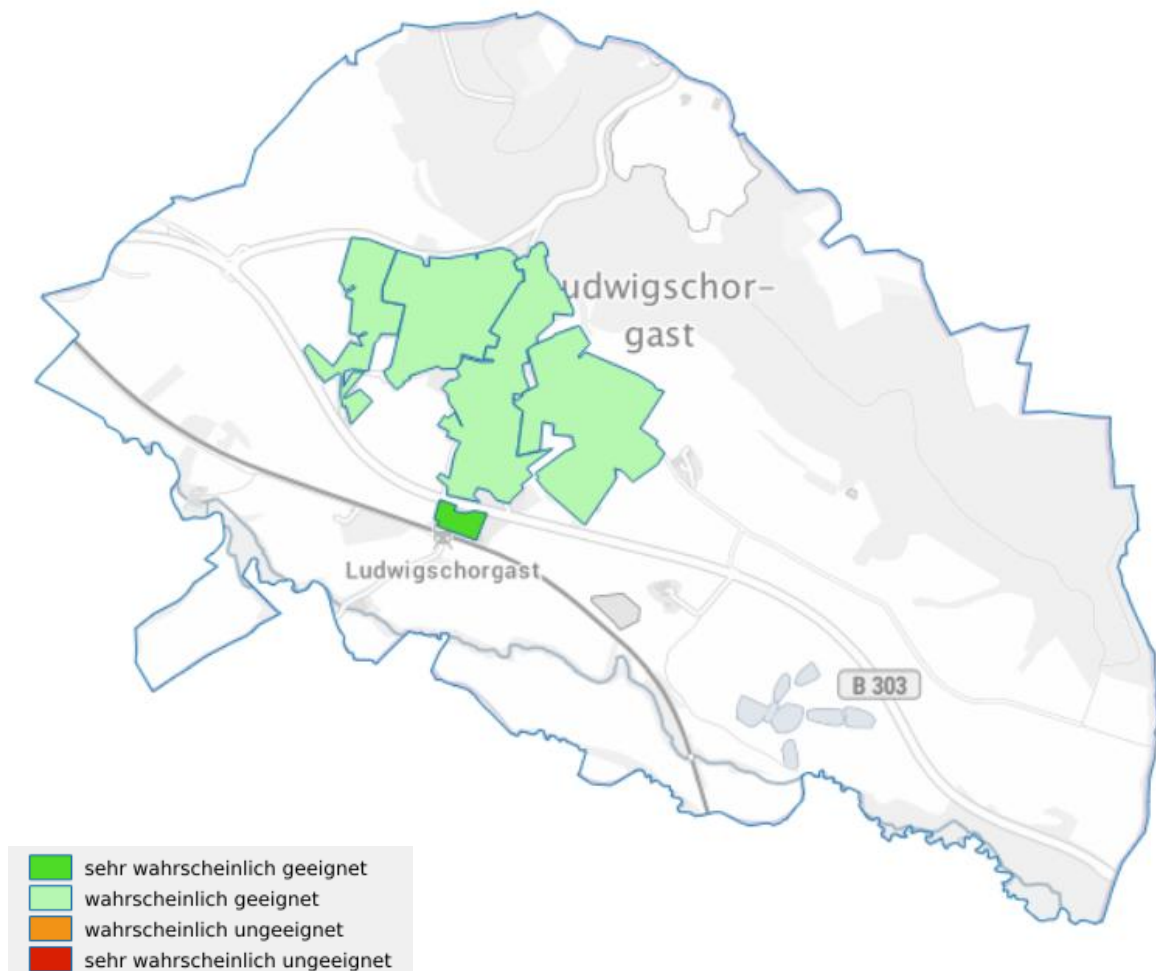 udwigschor-
gast
Ludwigschorgast
B 303
sehr wahrscheinlich geeignet
wahrscheinlich geeignet
wahrscheinlich ungeeignet
sehr wahrscheinlich ungeeignet